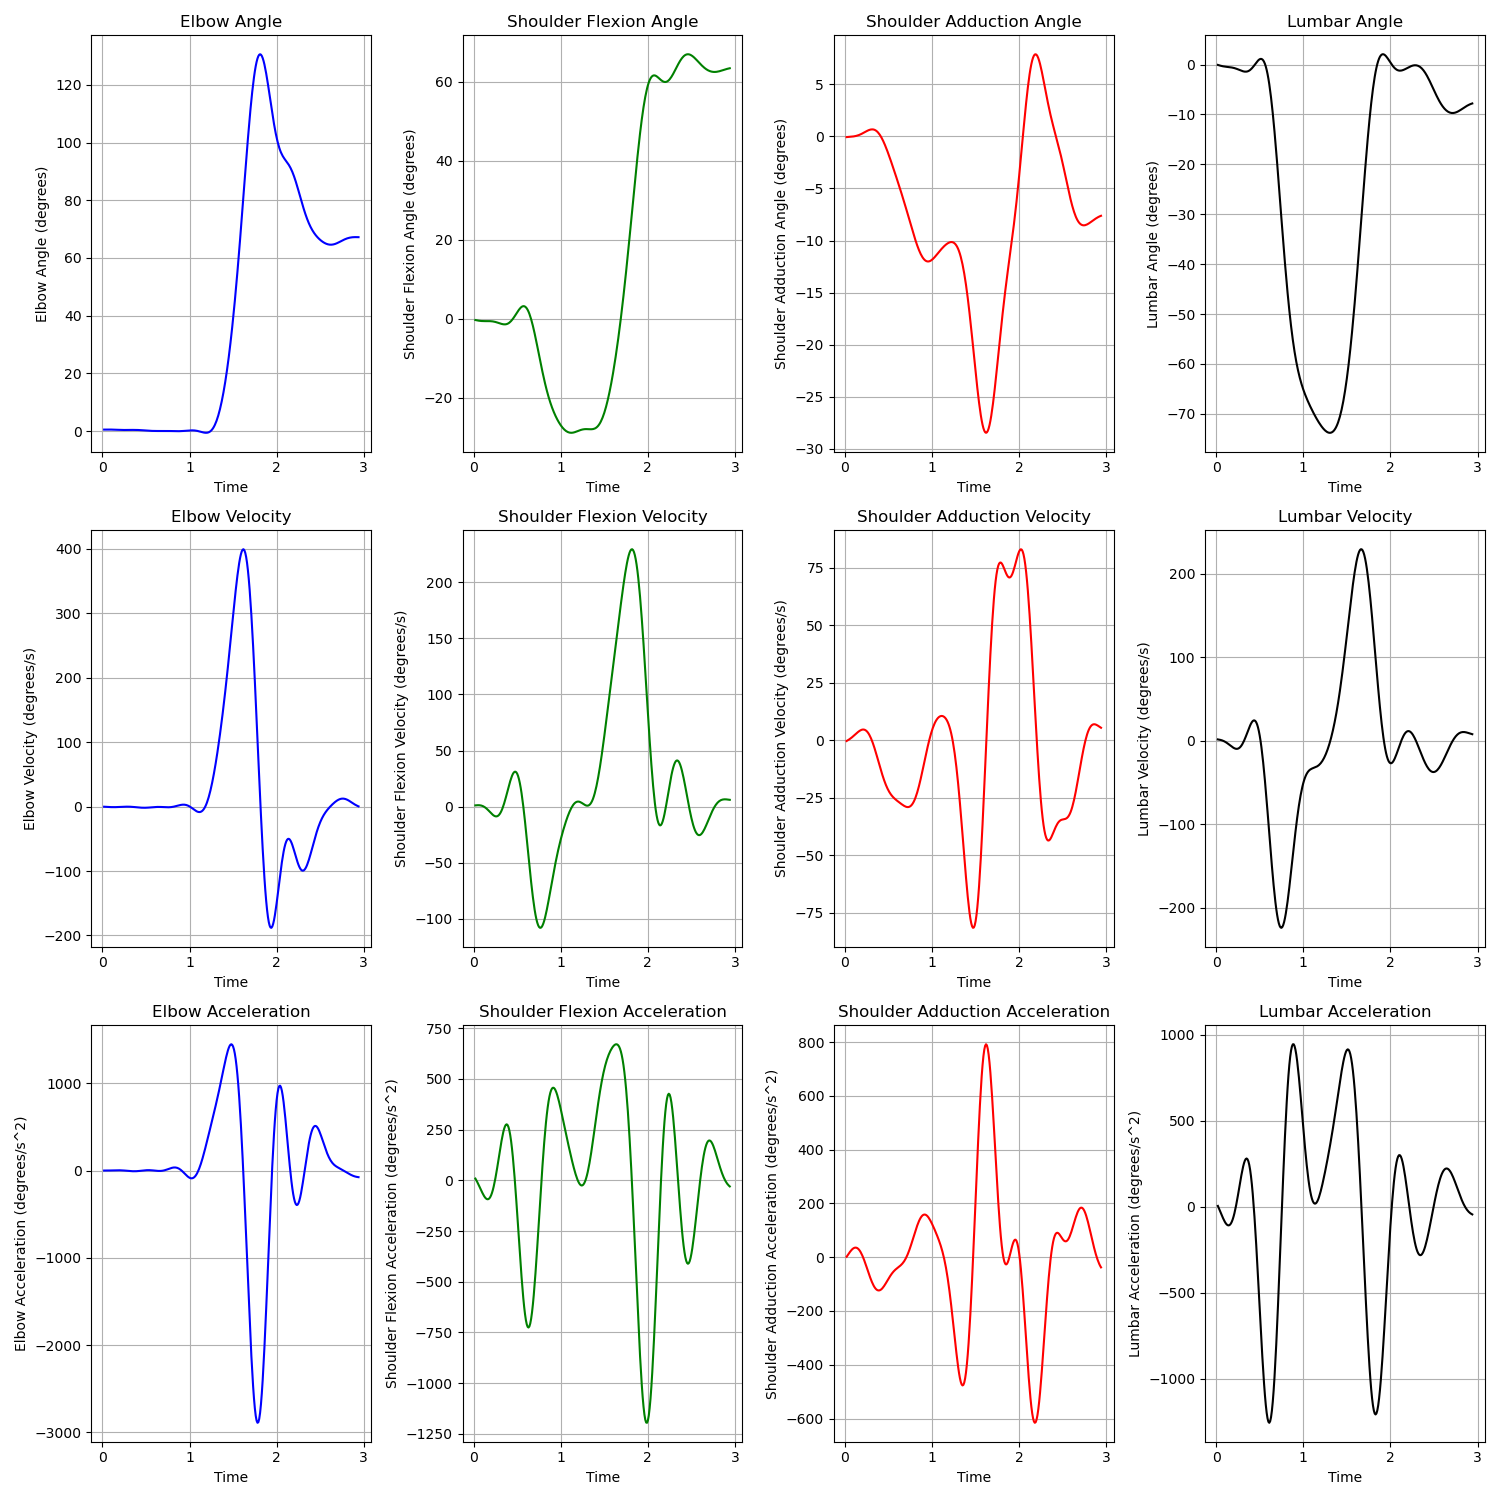 Elbow Angle
Elbow Angle (degrees)
120
100
80
60
40
20
0
0 1 2 3
Time
Shoulder Flexion Angle
Shoulder Flexion Angle (degrees)
60
40
20
0
−20
0 1 2 3
Time
Shoulder Adduction Angle
Shoulder Adduction Angle (degrees)
5
0
−5
−10
−15
−20
−25
−30
0 1 2 3
Time
Lumbar Angle
Lumbar Angle (degrees)
0
−10
−20
−30
−40
−50
−60
−70
0 1 2 3
Time
Elbow Velocity
Elbow Velocity (degrees/s)
400
300
200
100
0
−100
−200
0 1 2 3
Time
Shoulder Flexion Velocity
Shoulder Flexion Velocity (degrees/s)
200
150
100
50
0
−50
−100
0 1 2 3
Time
Shoulder Adduction Velocity
Shoulder Adduction Velocity (degrees/s)
75
50
25
0
−25
−50
−75
0 1 2 3
Time
Lumbar Velocity
Lumbar Velocity (degrees/s)
200
100
0
−100
−200
0 1 2 3
Time
Elbow Acceleration
Elbow Acceleration (degrees/s^2)
1000
0
−1000
−2000
−3000
0 1 2 3
Time
Shoulder Flexion Acceleration
Shoulder Flexion Acceleration (degrees/s^2)
750
500
250
0
−250
−500
−750
−1000
−1250
0 1 2 3
Time
Shoulder Adduction Acceleration
Shoulder Adduction Acceleration (degrees/s^2)
800
600
400
200
0
−200
−400
−600
0 1 2 3
Time
Lumbar Acceleration
Lumbar Acceleration (degrees/s^2)
1000
500
0
−500
−1000
0 1 2 3
Time